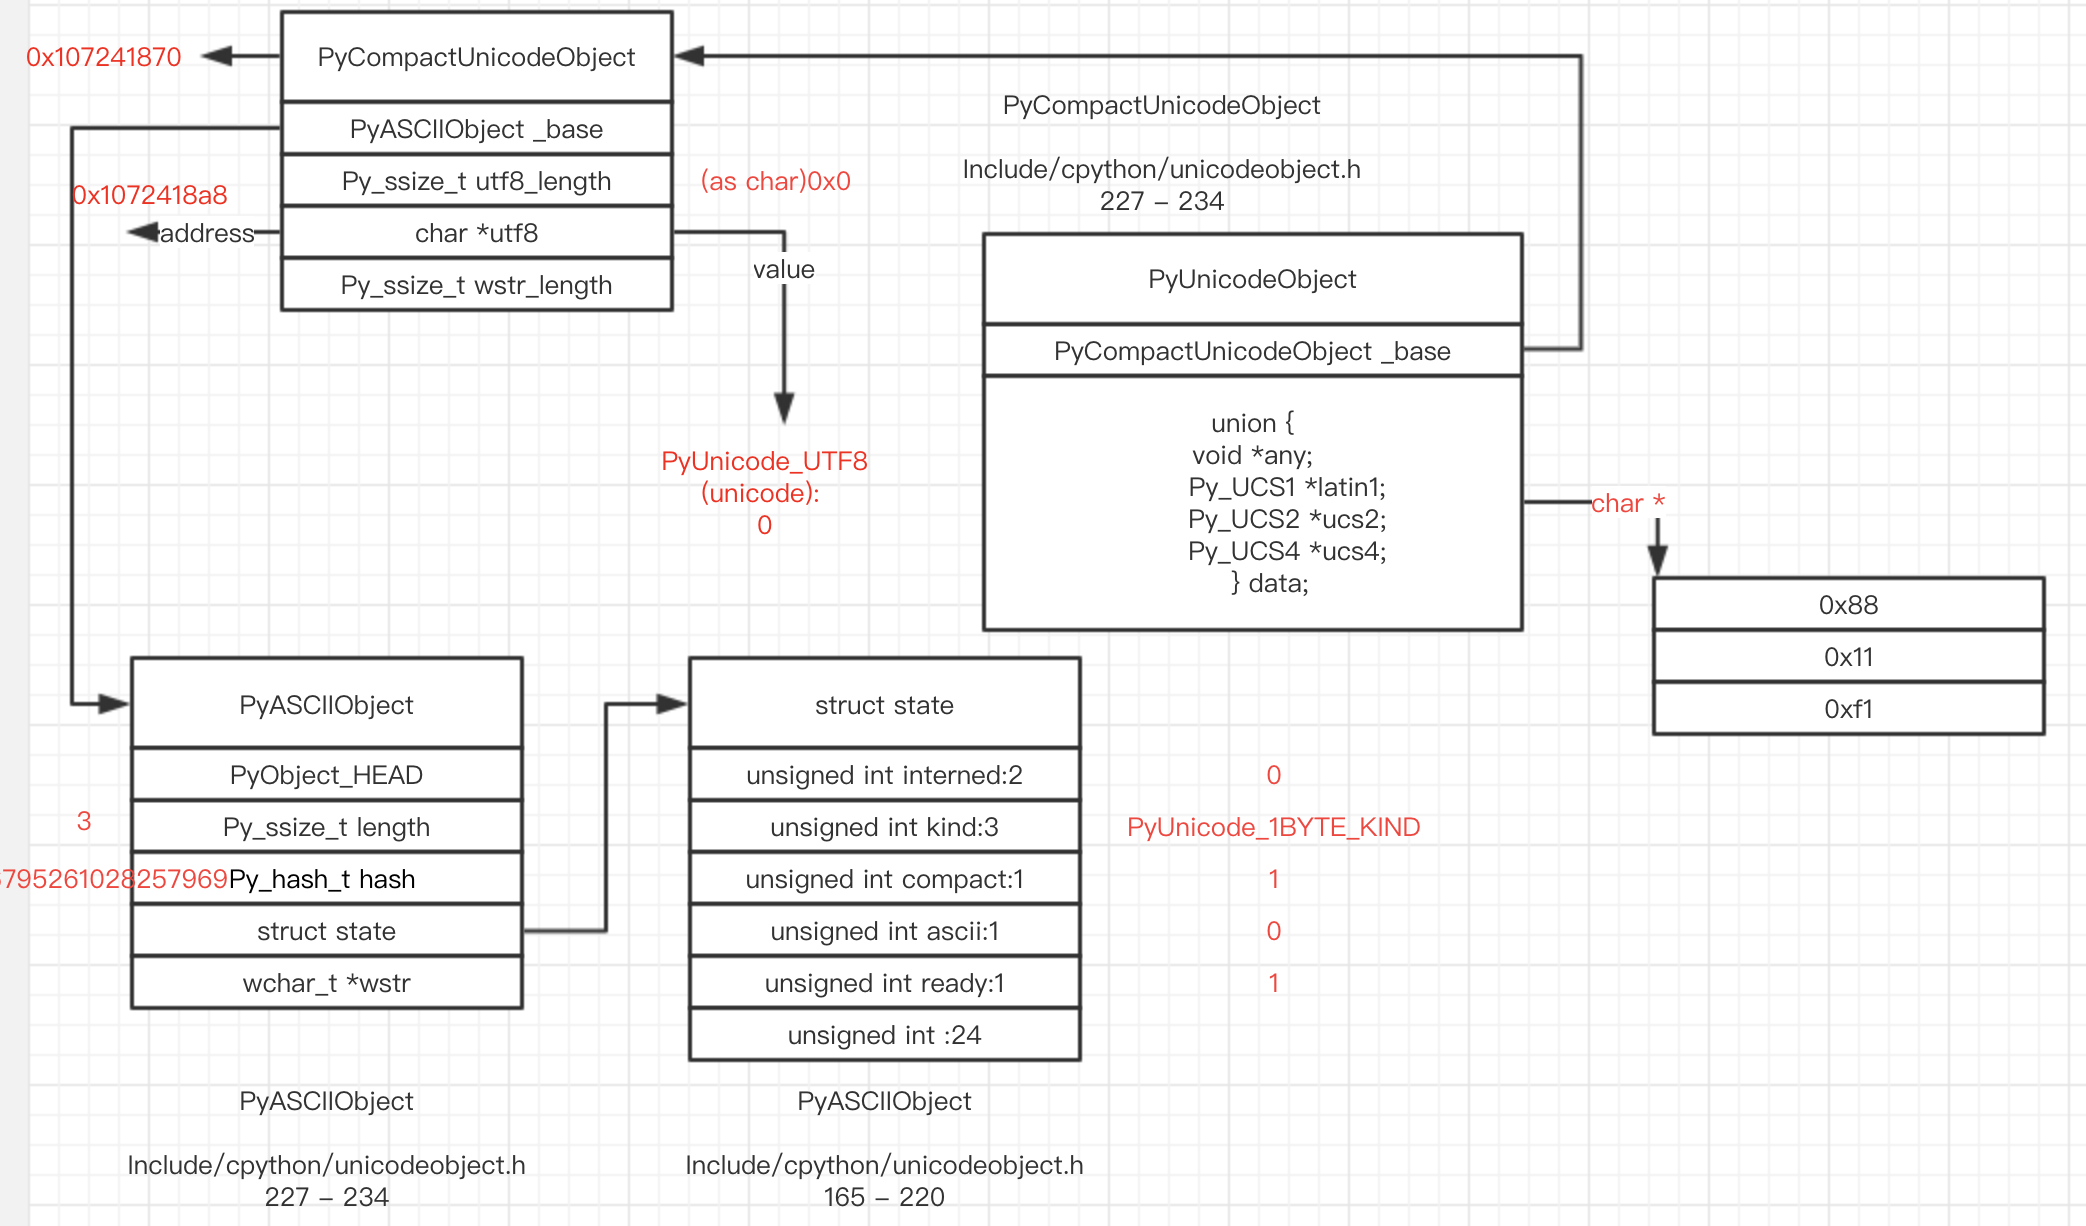 0x107241870
PyCompactUnicodeObject
PyASCIIObject _base
Py_ssize_t utf8_length
(as char)0x0
0x1072418a8
address
char *utf8
value
Py_ssize_t wstr_length
PyUnicode_UTF8
(unicode):
0
PyCompactUnicodeObject
Include/cpython/unicodeobject.h
227 – 234
PyUnicodeObject
PyCompactUnicodeObject _base
union {
void *any;
Py_UCS1 *latin1;
Py_UCS2 *ucs2;
Py_UCS4 *ucs4;
} data;
char *
0x88
0x11
0xf1
PyASCIIObject
PyObject_HEAD
3
Py_ssize_t length
795261028257969
Py_hash_t hash
struct state
wchar_t *wstr
PyASCIIObject
Include/cpython/unicodeobject.h
227 – 234
struct state
unsigned int interned:2
0
unsigned int kind:3
PyUnicode_1BYTE_KIND
unsigned int compact:1
1
unsigned int ascii:1
0
unsigned int ready:1
1
unsigned int :24
PyASCIIObject
Include/cpython/unicodeobject.h
165 – 220